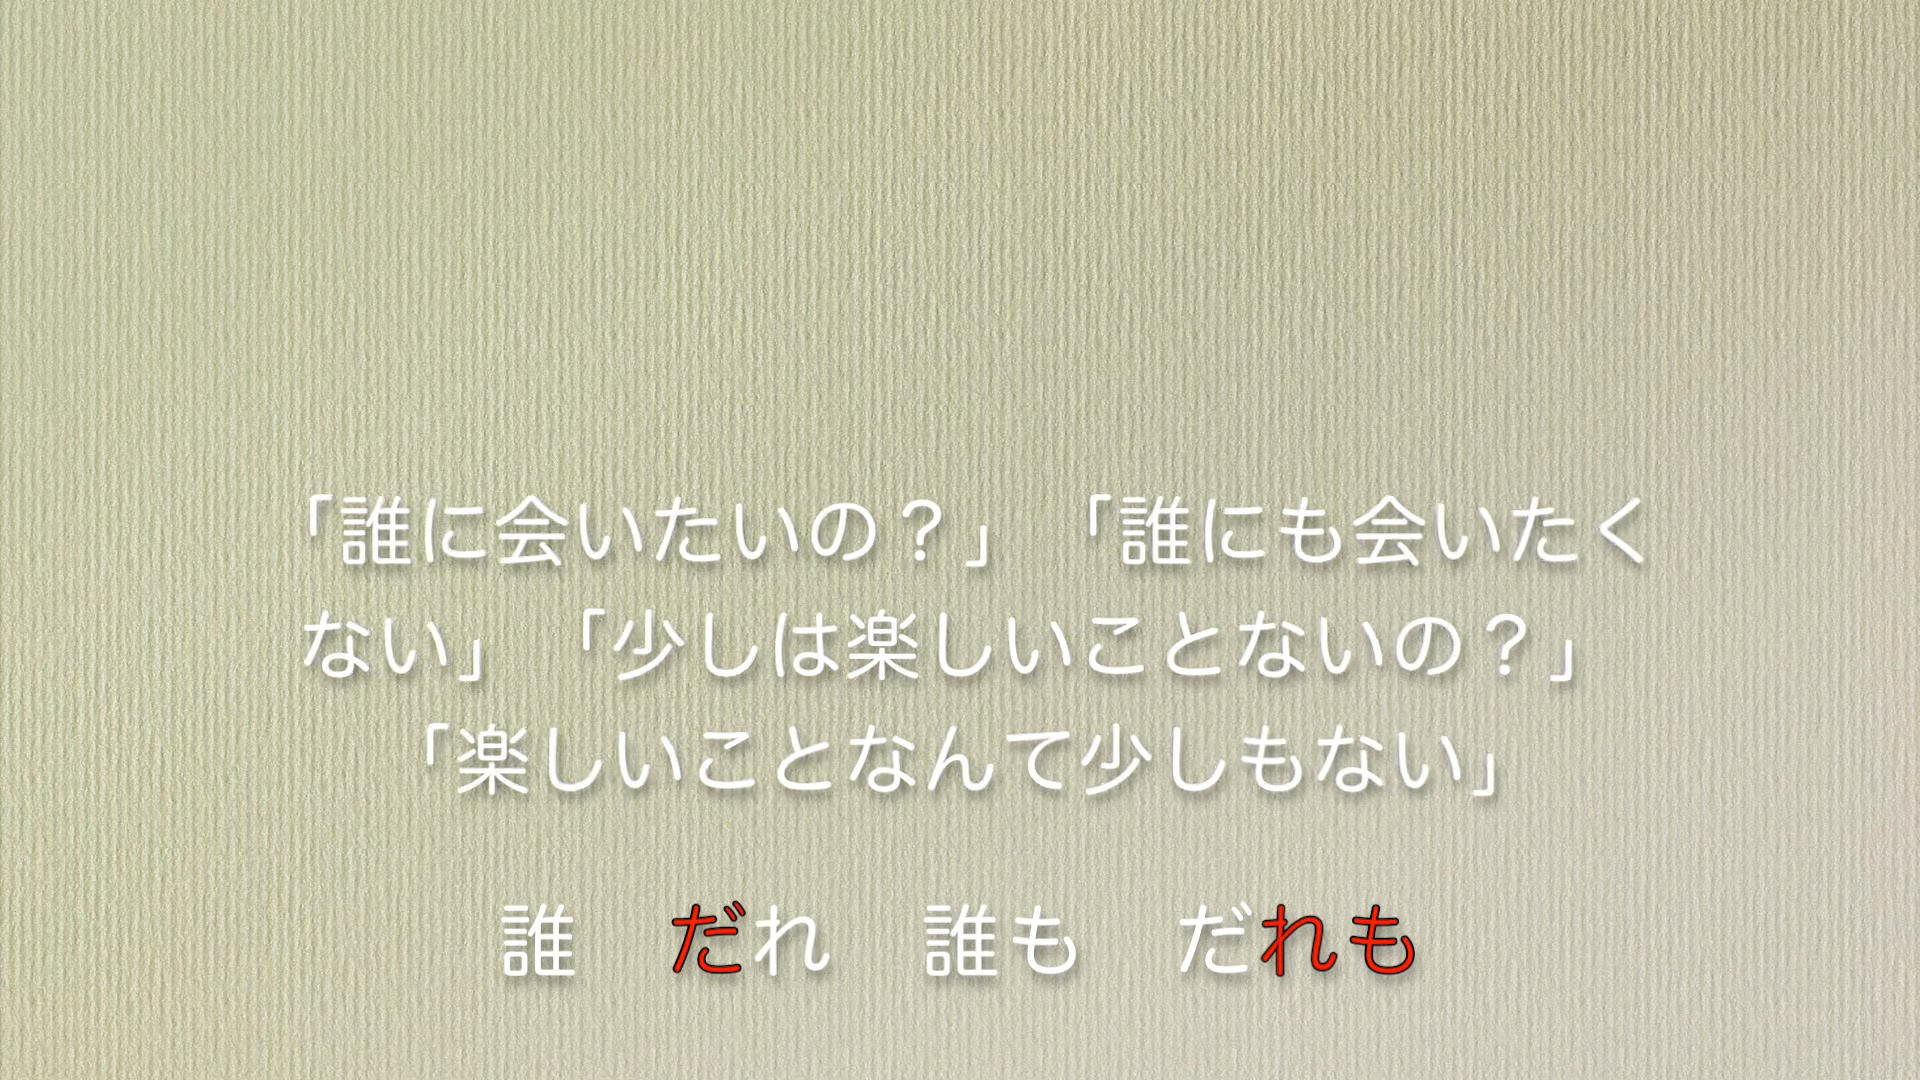 「誰に会いたいの？」 「誰にも会いたく
ない」 「少しは楽しいことないの？」
「楽しいことなんて少しもない」
誰　だれ　誰も　だれも